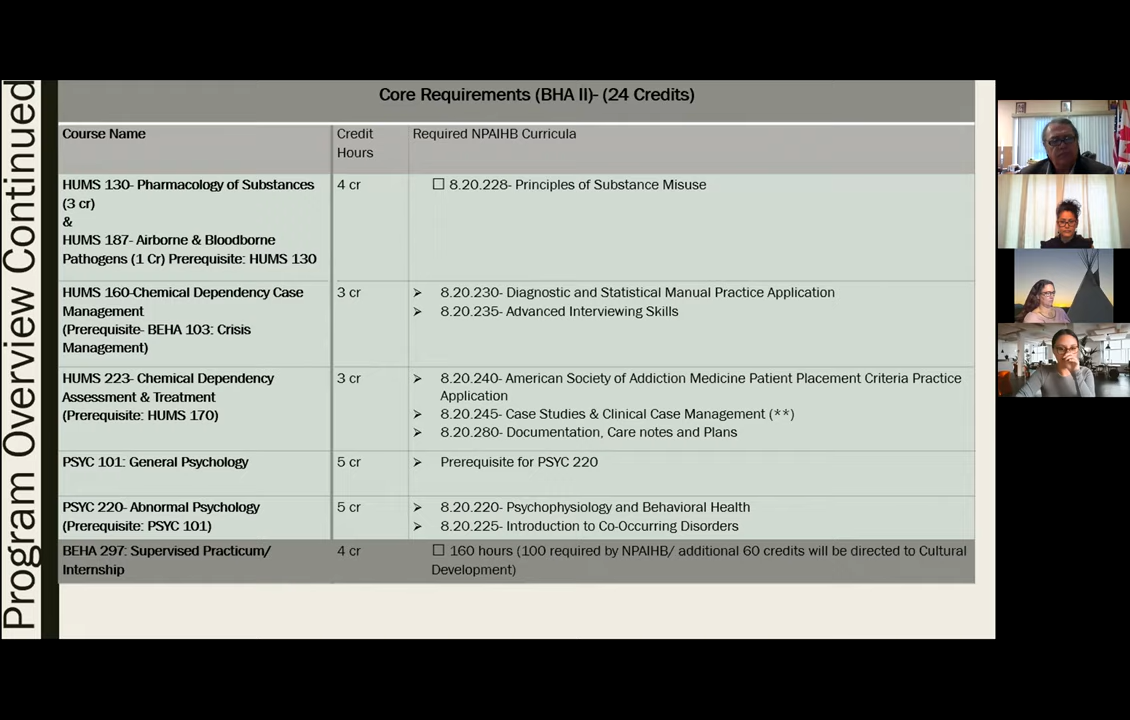 Program Overview Continued
Core Requirements (BHA II)- (24 Credits)
Course Name
Credit
Hours
Required NPAIHB Curricula
HUMS 130- Pharmacology of Substances
(3 cr)
&
HUMS 187- Airborne & Bloodborne
Pathogens (1 Cr) Prerequisite: HUMS 130
4 cr
☐ 8.20.228- Principles of Substance Misuse
HUMS 160-Chemical Dependency Case
Management
(Prerequisite- BEHA 103: Crisis
Management)
3 cr
➢ 8.20.230- Diagnostic and Statistical Manual Practice Application
➢ 8.20.235- Advanced Interviewing Skills
HUMS 223- Chemical Dependency
Assessment & Treatment
(Prerequisite: HUMS 170)
3 cr
➢ 8.20.240- American Society of Addiction Medicine Patient Placement Criteria Practice
Application
➢ 8.20.245- Case Studies & Clinical Case Management (**)
➢ 8.20.280- Documentation, Care notes and Plans
PSYC 101: General Psychology
5 cr
➢ Prerequisite for PSYC 220
PSYC 220- Abnormal Psychology
(Prerequisite: PSYC 101)
5 cr
➢ 8.20.220- Psychophysiology and Behavioral Health
➢ 8.20.225- Introduction to Co-Occurring Disorders
BEHA 297: Supervised Practicum/
Internship
4 cr
☐ 160 hours (100 required by NPAIHB/ additional 60 credits will be directed to Cultural
Development)